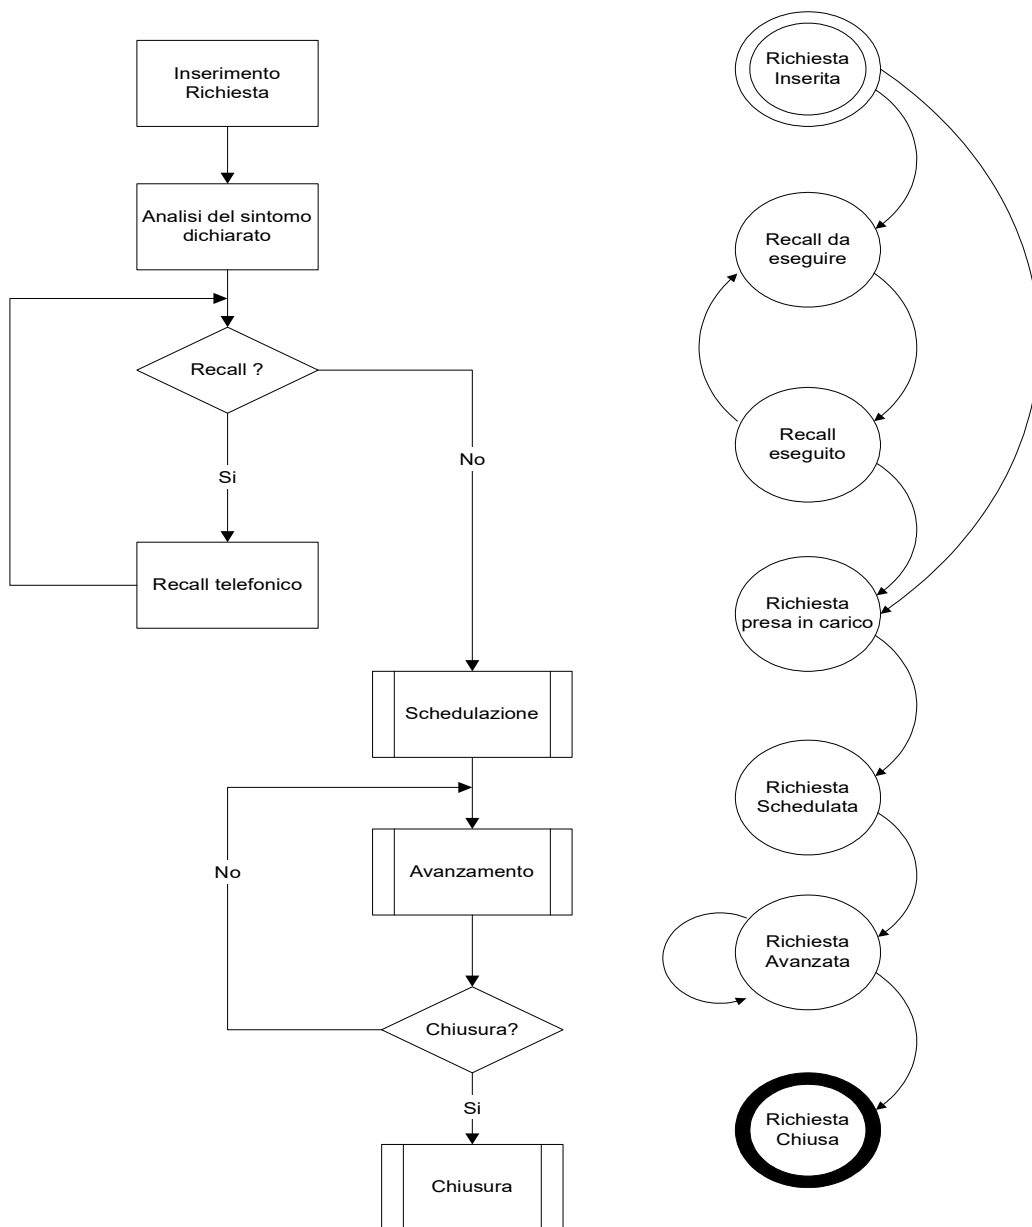 Inserimento
Richiesta
Analisi del sintomo
dichiarato
Recall ?
Si
No
Recall telefonico
Schedulazione
Avanzamento
No
Chiusura?
Si
Chiusura
Richiesta
Inserita
Recall da
eseguire
Recall
eseguito
Richiesta
presa in carico
Richiesta
Schedulata
Richiesta
Avanzata
Richiesta
Chiusa